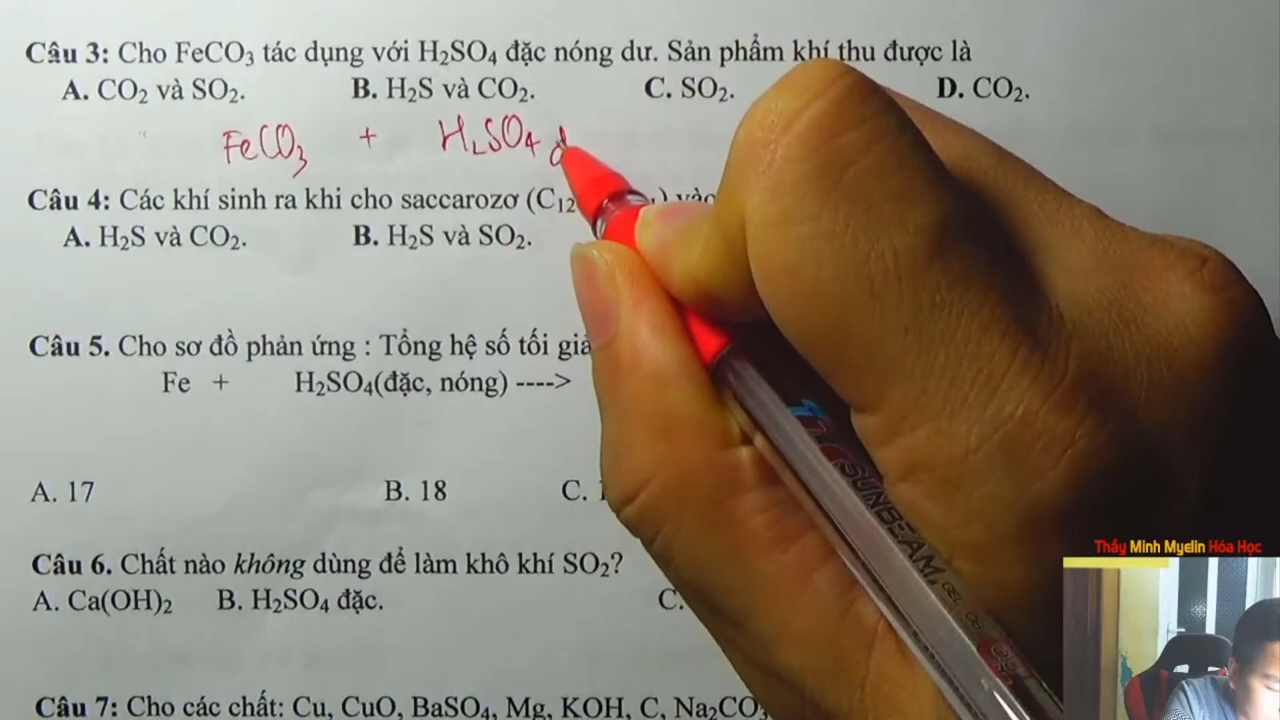 Câu 3: Cho FeCO₃ tác dụng với H₂SO₄ đặc nóng dư. Sản phẩm khí thu được là
A. CO₂ và SO₂. B. H₂S và CO₂. C. SO₂. D. CO₂.
FeCO₃ + H₂SO₄ đ
Câu 4: Các khí sinh ra khi cho saccarozơ (C₁₂
A. H₂S và CO₂. B. H₂S và SO₂.
Câu 5. Cho sơ đồ phản ứng : Tổng hệ số tối
Fe + H₂SO₄(đặc, nóng) ---->
A. 17 B. 18 C.
Câu 6. Chất nào không dùng để làm khô khí SO₂?
A. Ca(OH)₂ B. H₂SO₄ đặc. C.
Câu 7: Cho các chất: Cu, CuO, BaSO₄, Mg, KOH, C, Na₂CO₃
SUNBEAM
Thầy Minh Myelin Hóa Học